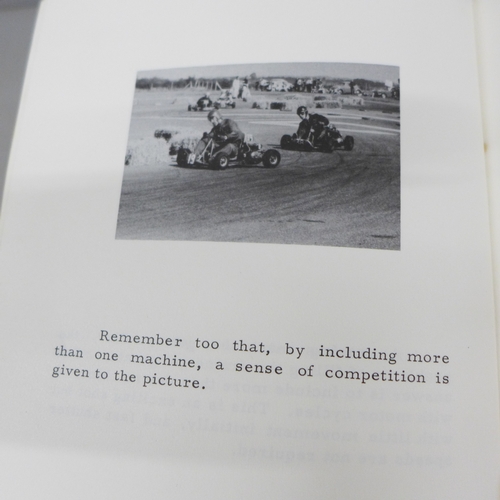 Remember too that, by including more
than one machine, a sense of competition is
given to the picture.